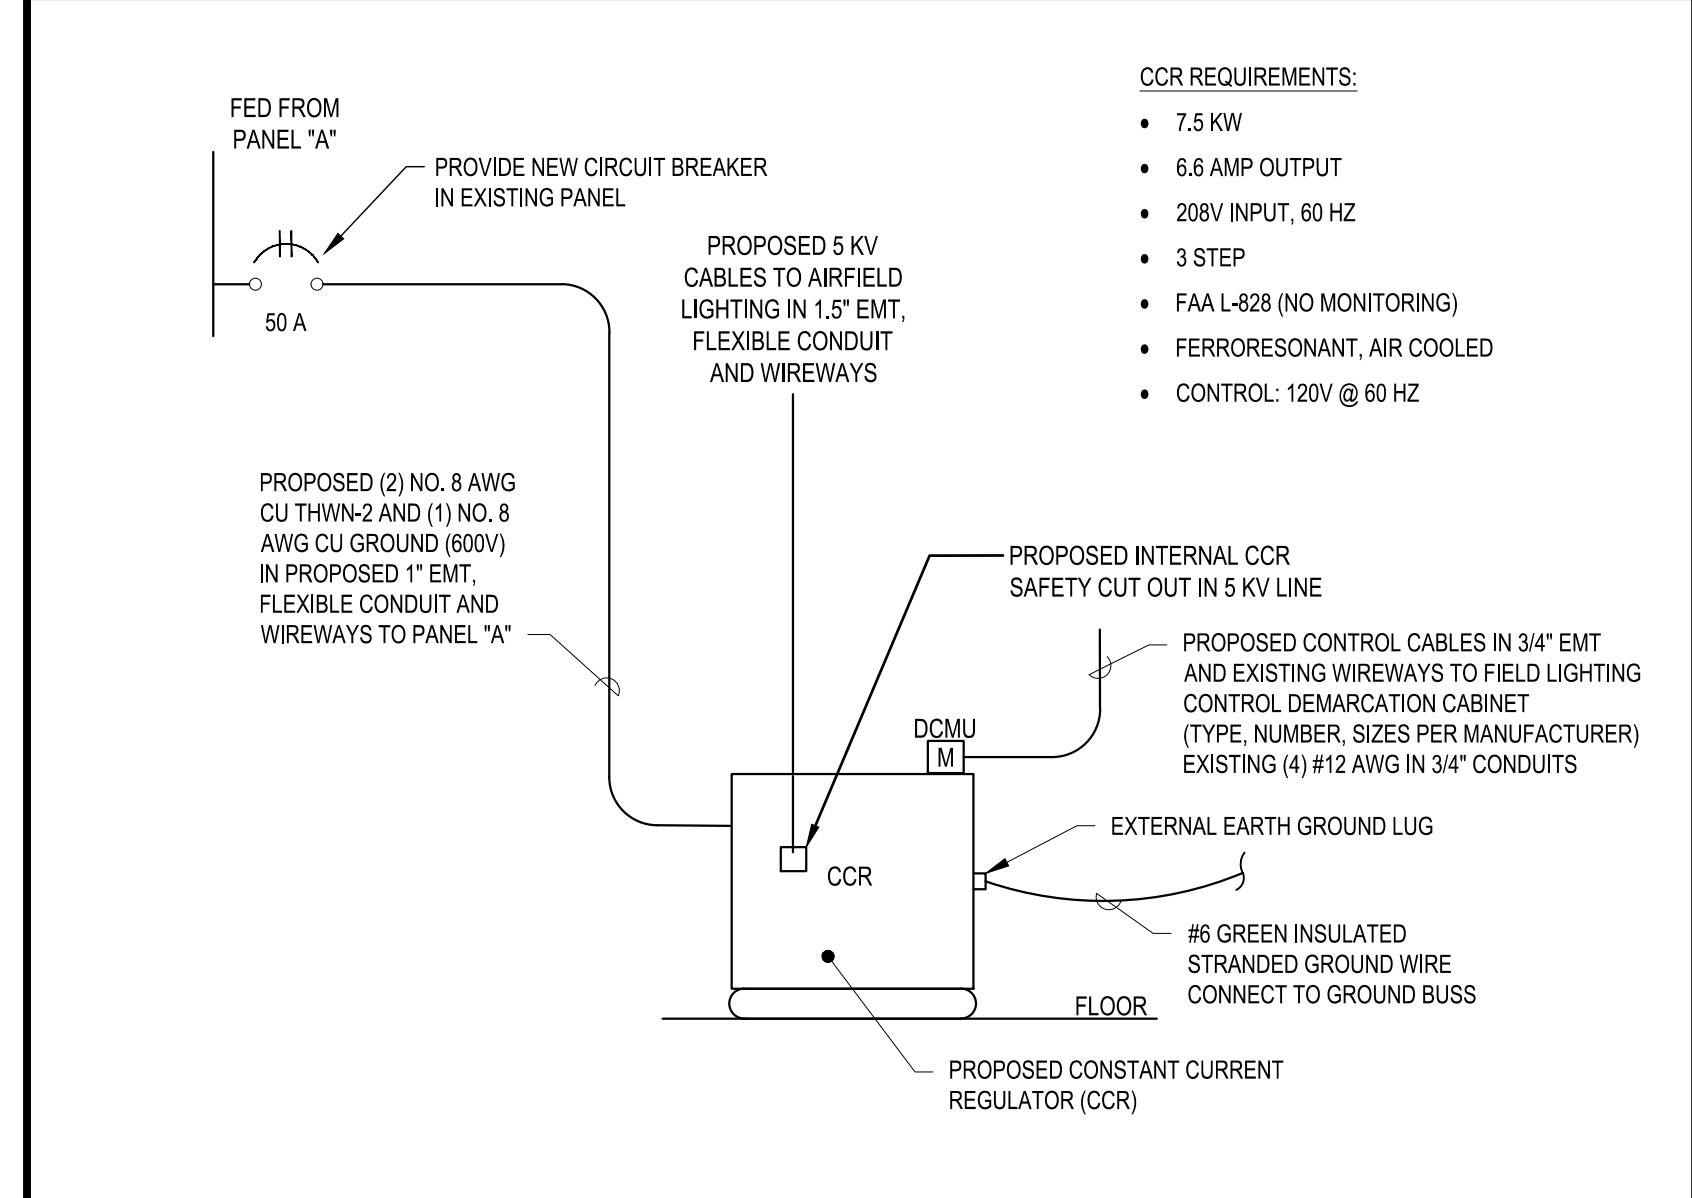 FED FROM
PANEL "A"
PROVIDE NEW CIRCUIT BREAKER
IN EXISTING PANEL
50 A
PROPOSED 5 KV
CABLES TO AIRFIELD
LIGHTING IN 1.5" EMT,
FLEXIBLE CONDUIT
AND WIREWAYS
CCR REQUIREMENTS:
• 7.5 KW
• 6.6 AMP OUTPUT
• 208V INPUT, 60 HZ
• 3 STEP
• FAA L-828 (NO MONITORING)
• FERRORESONANT, AIR COOLED
• CONTROL: 120V @ 60 HZ
PROPOSED (2) NO. 8 AWG
CU THWN-2 AND (1) NO. 8
AWG CU GROUND (600V)
IN PROPOSED 1" EMT,
FLEXIBLE CONDUIT AND
WIREWAYS TO PANEL "A"
PROPOSED INTERNAL CCR
SAFETY CUT OUT IN 5 KV LINE
PROPOSED CONTROL CABLES IN 3/4" EMT
AND EXISTING WIREWAYS TO FIELD LIGHTING
CONTROL DEMARCATION CABINET
(TYPE, NUMBER, SIZES PER MANUFACTURER)
EXISTING (4) #12 AWG IN 3/4" CONDUITS
DCMU
M
EXTERNAL EARTH GROUND LUG
CCR
#6 GREEN INSULATED
STRANDED GROUND WIRE
CONNECT TO GROUND BUSS
FLOOR
PROPOSED CONSTANT CURRENT
REGULATOR (CCR)